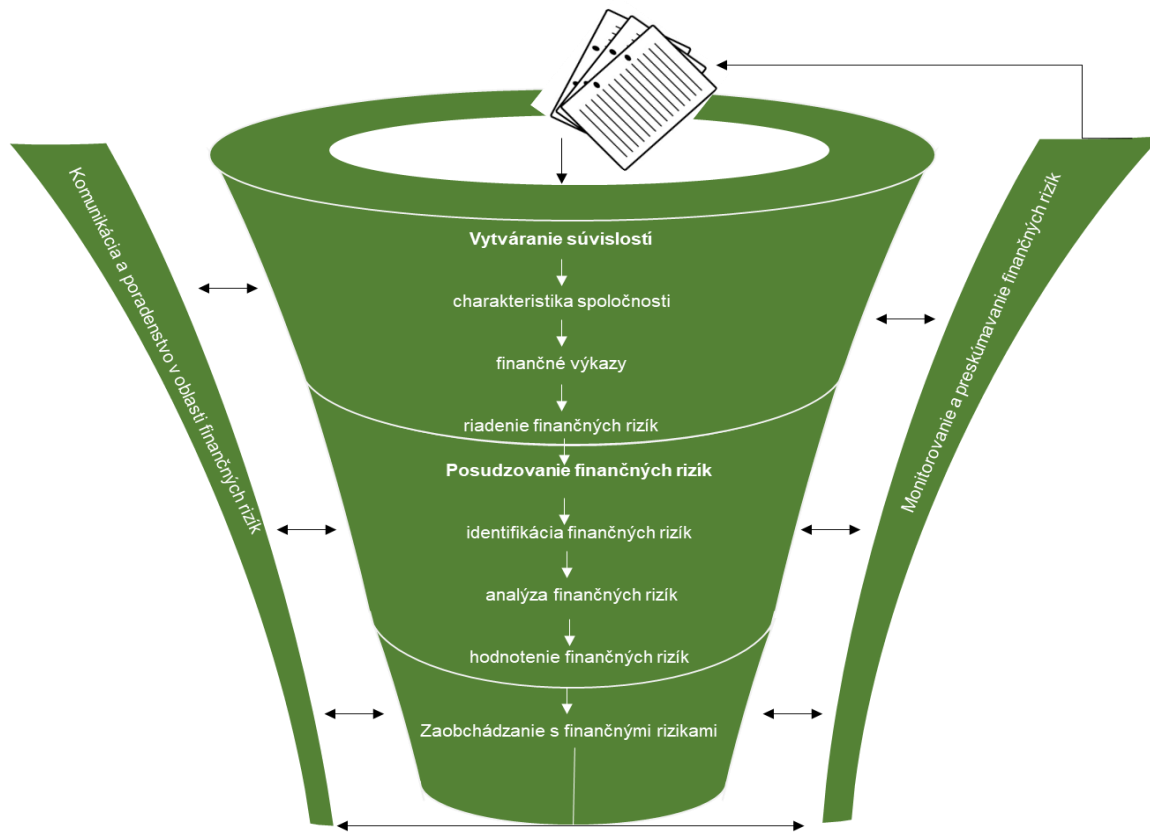 Komunikácia a poradenstvo v oblasti finančných rizík
Vytváranie súvislostí
charakteristika spoločnosti
finančné výkazy
riadenie finančných rizík
Posudzovanie finančných rizík
identifikácia finančných rizík
analýza finančných rizík
hodnotenie finančných rizík
Zaobchádzanie s finančnými rizikami
Monitorovanie a preskúmavanie finančných rizík